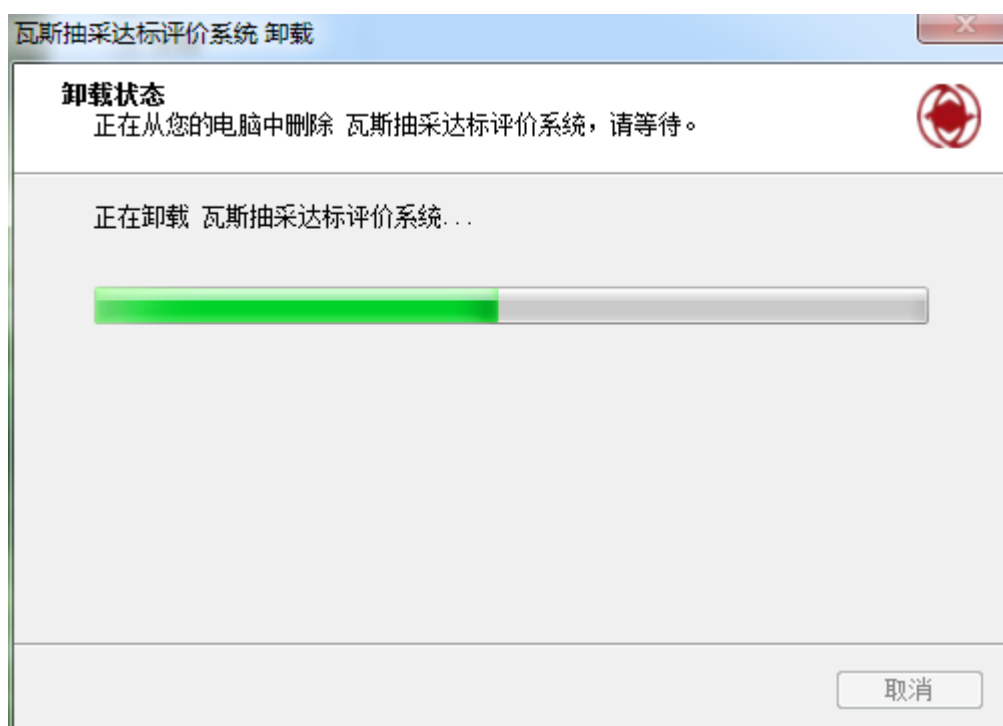 瓦斯抽采达标评价系统 卸载
卸载状态
正在从您的电脑中删除 瓦斯抽采达标评价系统，请等待。
正在卸载 瓦斯抽采达标评价系统...
取消